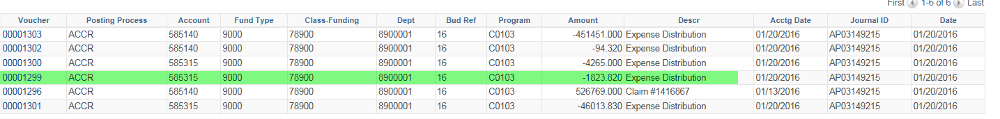 First 1-6 of 6 Last
Voucher Posting Process Account Fund Type Class-Funding Dept Bud Ref Program Amount Descr Acctg Date Journal ID Date
00001303 ACCR 585140 9000 78900 8900001 16 C0103 -451451.000 Expense Distribution 01/20/2016 AP03149215 01/20/2016
00001302 ACCR 585140 9000 78900 8900001 16 C0103 -94.320 Expense Distribution 01/20/2016 AP03149215 01/20/2016
00001300 ACCR 585315 9000 78900 8900001 16 C0103 -4265.000 Expense Distribution 01/20/2016 AP03149215 01/20/2016
00001299 ACCR 585315 9000 78900 8900001 16 C0103 -1823.820 Expense Distribution 01/20/2016 AP03149215 01/20/2016
00001296 ACCR 585140 9000 78900 8900001 16 C0103 526769.000 Claim #1416867 01/13/2016 AP03149215 01/20/2016
00001301 ACCR 585315 9000 78900 8900001 16 C0103 -46013.830 Expense Distribution 01/20/2016 AP03149215 01/20/2016